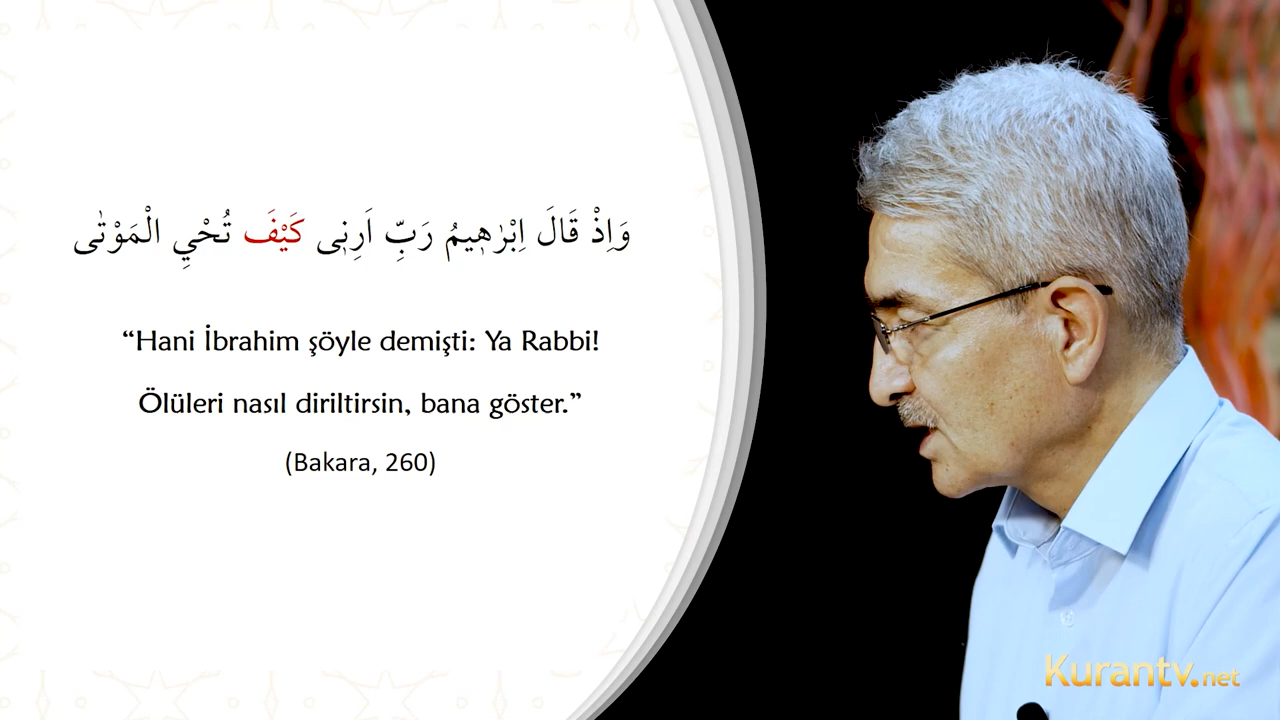 وَاِذْ قَالَ اِبْرٰهٖيمُ رَبِّ اَرِنٖى كَيْفَ تُحْيِي الْمَوْتٰى
“Hani İbrahim şöyle demişti: Ya Rabbi!
Ölüleri nasıl diriltirsin, bana göster.”
(Bakara, 260)
Kurantv.net